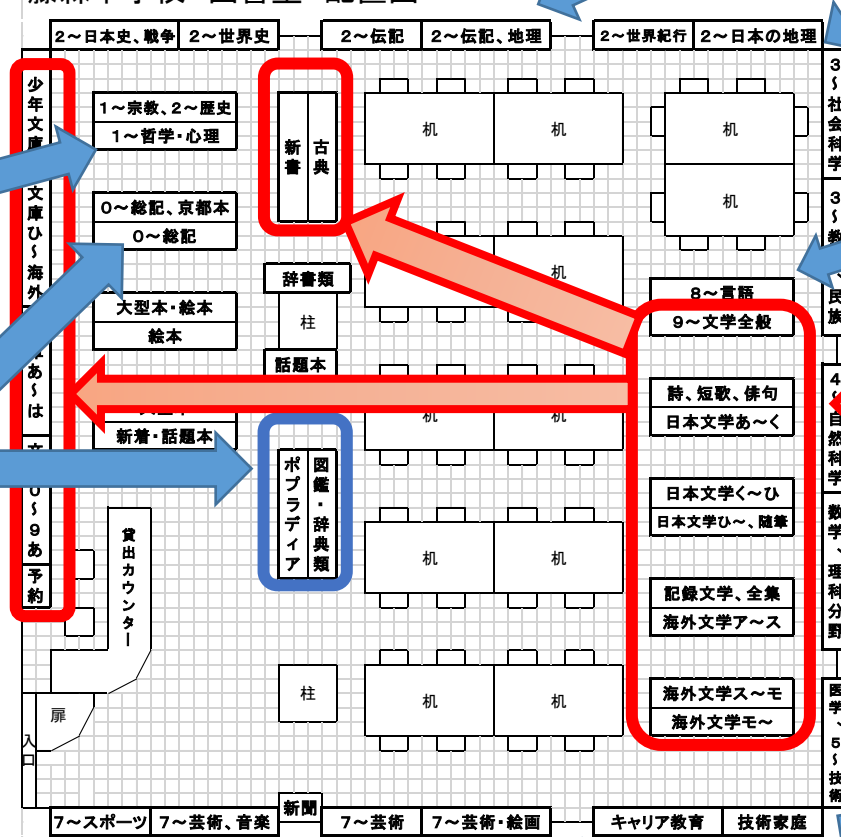 2～日本史、戦争
2～世界史
2～伝記
2～伝記、地理
2～世界紀行
2～日本の地理
少年文庫
文庫ひ～海外
あ～は
0～9あ
予約
1～宗教、2～歴史
1～哲学・心理
0～総記、京都本
0～総記
大型本・絵本
絵本
新着・話題本
新書
古典
辞書類
柱
話題本
ポプラディア
図鑑・辞典類
柱
新聞
机
机
机
机
机
机
机
机
机
机
机
8～言語
9～文学全般
詩、短歌、俳句
日本文学あ～く
日本文学く～ひ
日本文学ひ～、随筆
記録文学、全集
海外文学ア～ス
海外文学ス～モ
海外文学モ～
3～社会科学
3～教
民族
4～自然科学
数学、理科分野
医学、5～技術
貸出カウンター
扉
入口
7～スポーツ
7～芸術、音楽
7～芸術
7～芸術・絵画
キャリア教育
技術家庭